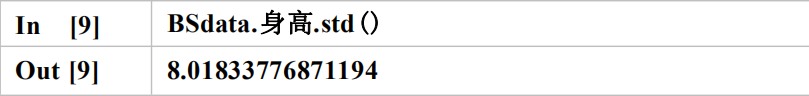 In [9] BSdata.身高.std()
Out [9] 8.01833776871194